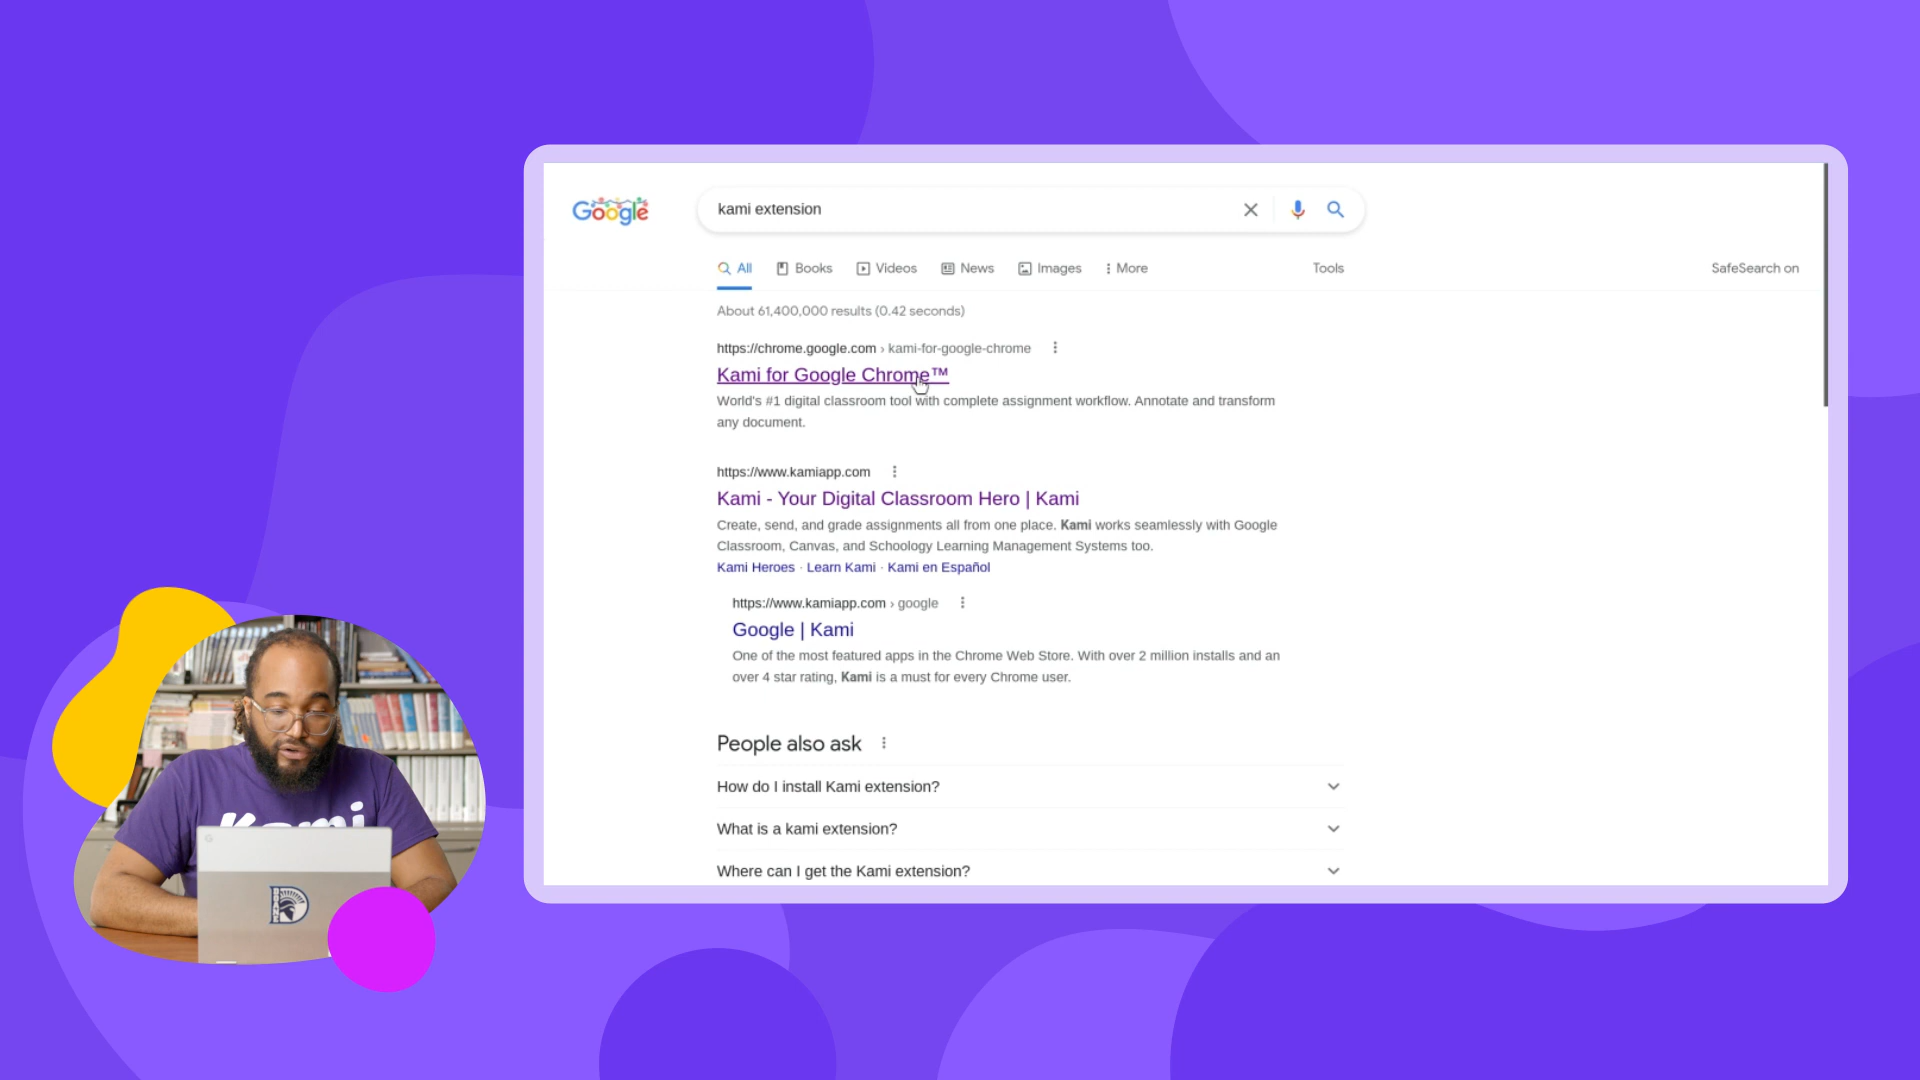 Google
kami extension
All Books Videos News Images More Tools SafeSearch on
About 61,400,000 results (0.42 seconds)
https://chrome.google.com › kami-for-google-chrome
Kami for Google Chrome™
World's #1 digital classroom tool with complete assignment workflow. Annotate and transform
any document.
https://www.kamiapp.com
Kami - Your Digital Classroom Hero | Kami
Create, send, and grade assignments all from one place. Kami works seamlessly with Google
Classroom, Canvas, and Schoology Learning Management Systems too.
Kami Heroes · Learn Kami · Kami en Español
https://www.kamiapp.com › google
Google | Kami
One of the most featured apps in the Chrome Web Store. With over 2 million installs and an
over 4 star rating, Kami is a must for every Chrome user.
People also ask
How do I install Kami extension?
What is a kami extension?
Where can I get the Kami extension?
Kami
D